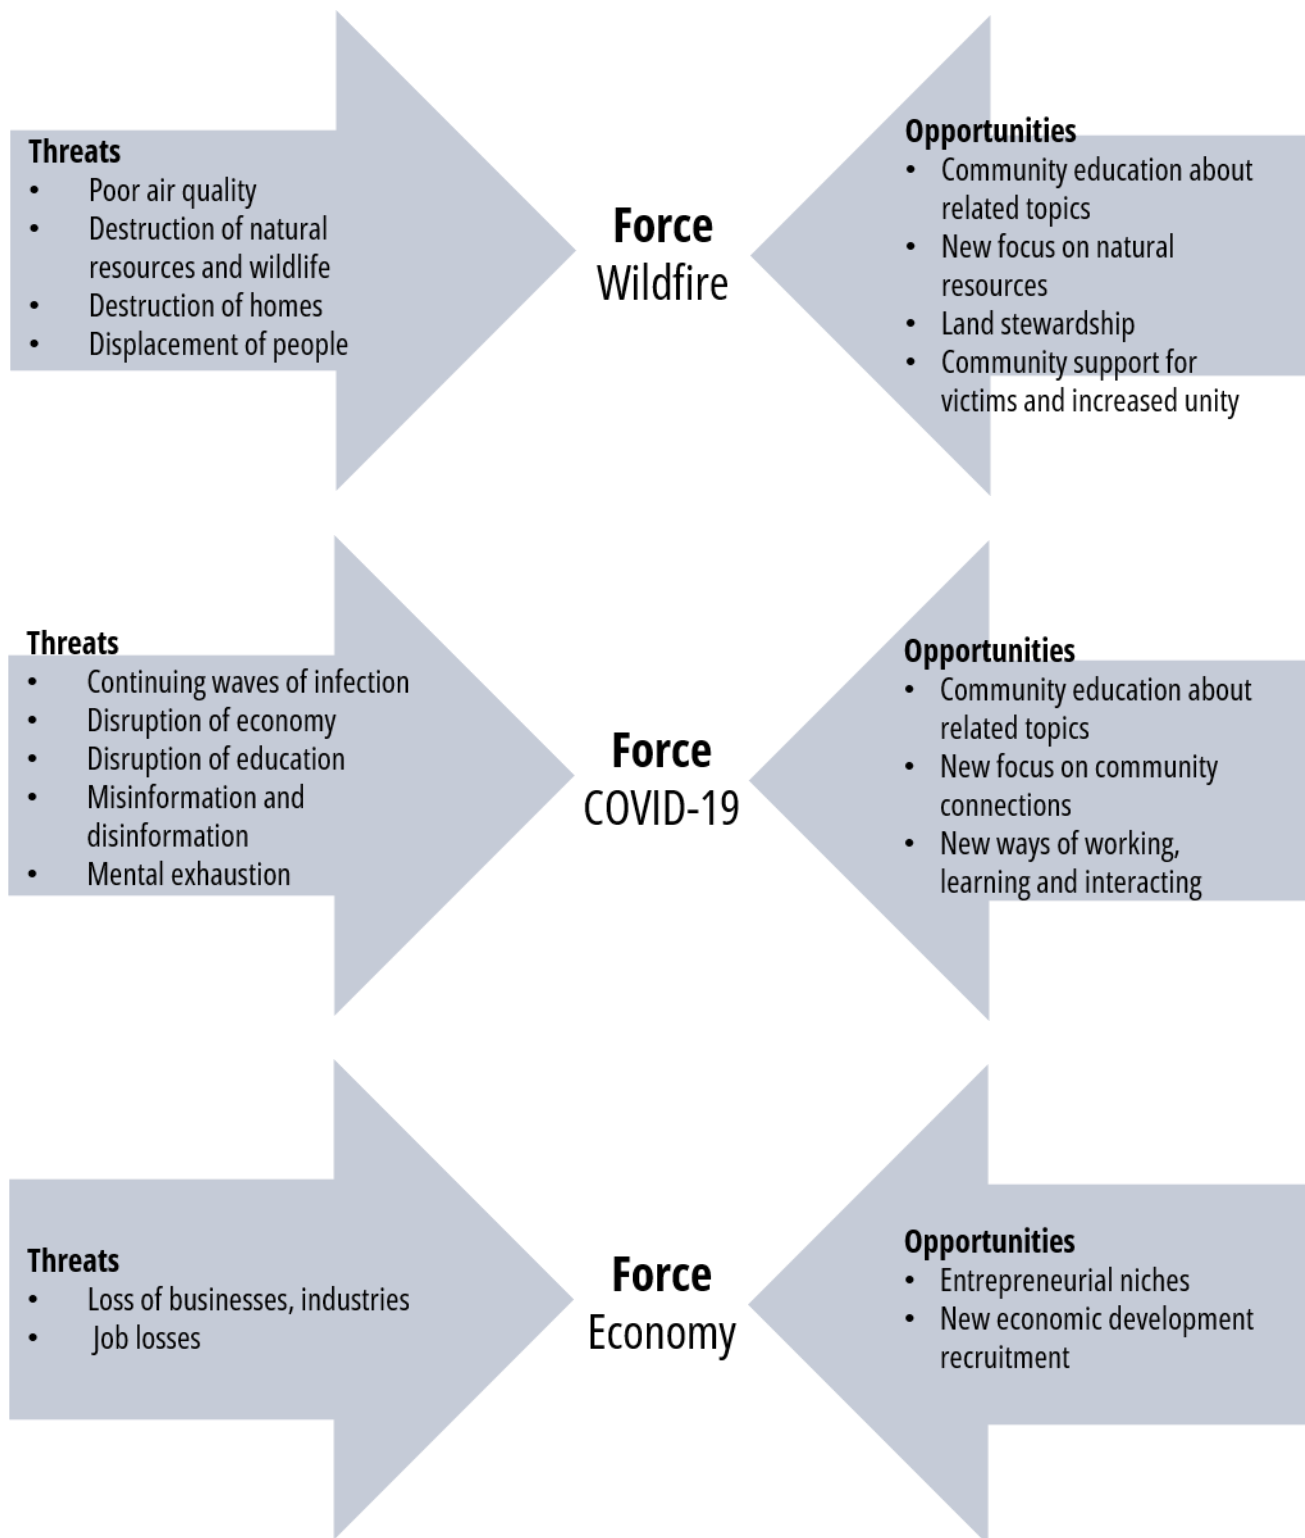 Threats
• Poor air quality
• Destruction of natural
resources and wildlife
• Destruction of homes
• Displacement of people
Force
Wildfire
Opportunities
• Community education about
related topics
• New focus on natural
resources
• Land stewardship
• Community support for
victims and increased unity
Threats
• Continuing waves of infection
• Disruption of economy
• Disruption of education
• Misinformation and
disinformation
• Mental exhaustion
Force
COVID-19
Opportunities
• Community education about
related topics
• New focus on community
connections
• New ways of working,
learning and interacting
Threats
• Loss of businesses, industries
• Job losses
Force
Economy
Opportunities
• Entrepreneurial niches
• New economic development
recruitment